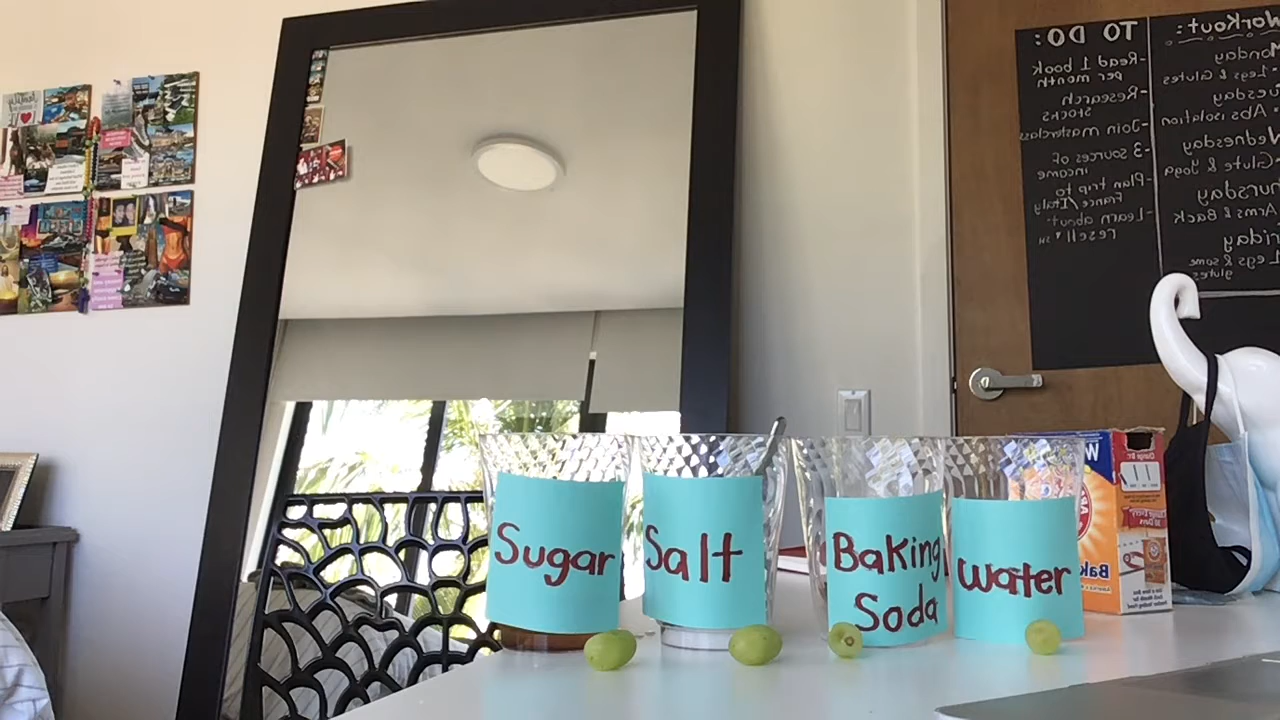 TO DO:
-Read 1 book
per month
-Research
stocks
-Join masterclass
-3 sources of
income
-Plan trip to
France/Italy
-Learn about
resell
Workout:
Monday
-Legs & Glutes
Tuesday
-Abs isolation
Wednesday
-Glute & Yoga
Thursday
-Arms & Back
Friday
-Legs & some
glutes
Sugar
Salt
Baking
Soda
Water